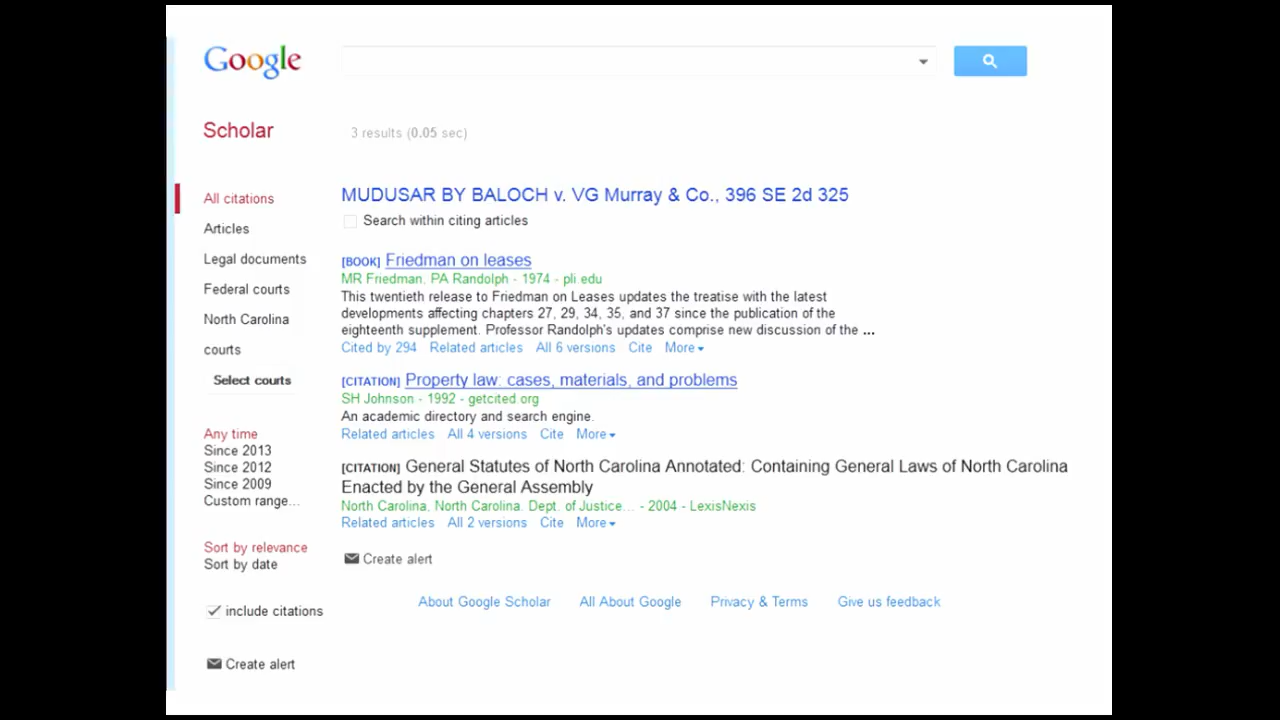 Google
Scholar
3 results (0.05 sec)
All citations
Articles
Legal documents
Federal courts
North Carolina
courts
Select courts
Any time
Since 2013
Since 2012
Since 2009
Custom range...
Sort by relevance
Sort by date
include citations
Create alert
MUDUSAR BY BALOCH v. VG Murray & Co., 396 SE 2d 325
Search within citing articles
[BOOK] Friedman on leases
MR Friedman, PA Randolph - 1974 - pli.edu
This twentieth release to Friedman on Leases updates the treatise with the latest
developments affecting chapters 27, 29, 34, 35, and 37 since the publication of the
eighteenth supplement. Professor Randolph's updates comprise new discussion of the ...
Cited by 294 Related articles All 6 versions Cite More
[CITATION] Property law: cases, materials, and problems
SH Johnson - 1992 - getcited.org
An academic directory and search engine.
Related articles All 4 versions Cite More
[CITATION] General Statutes of North Carolina Annotated: Containing General Laws of North Carolina
Enacted by the General Assembly
North Carolina, North Carolina. Dept. of Justice... - 2004 - LexisNexis
Related articles All 2 versions Cite More
Create alert
About Google Scholar All About Google Privacy & Terms Give us feedback